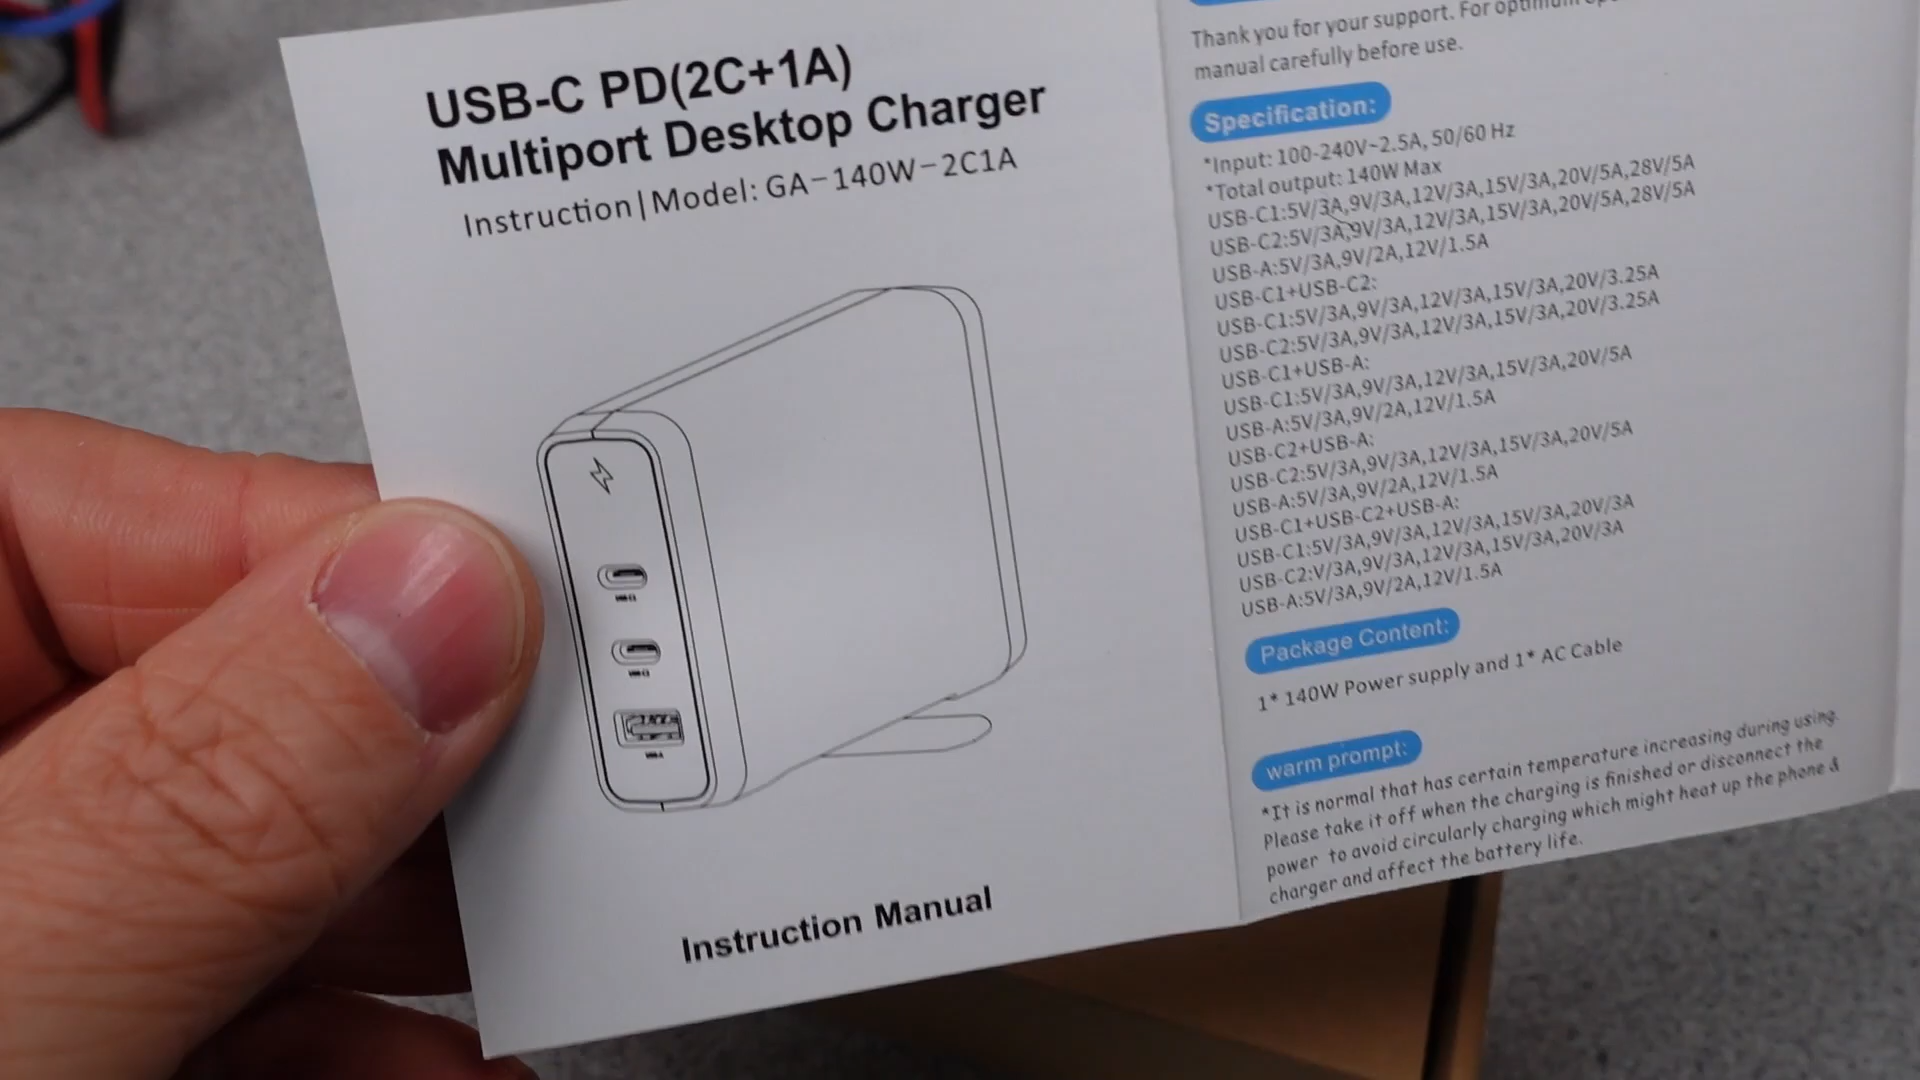 USB-C PD(2C+1A)
Multiport Desktop Charger
Instruction|Model: GA-140W-2C1A
Instruction Manual
Thank you for your support. For optimum
manual carefully before use.
Specification:
*Input: 100-240V~2.5A, 50/60 Hz
*Total output: 140W Max
USB-C1:5V/3A,9V/3A,12V/3A,15V/3A,20V/5A,28V/5A
USB-C2:5V/3A,9V/3A,12V/3A,15V/3A,20V/5A,28V/5A
USB-A:5V/3A,9V/2A,12V/1.5A
USB-C1+USB-C2:
USB-C1:5V/3A,9V/3A,12V/3A,15V/3A,20V/3.25A
USB-C2:5V/3A,9V/3A,12V/3A,15V/3A,20V/3.25A
USB-C1+USB-A:
USB-C1:5V/3A,9V/3A,12V/3A,15V/3A,20V/5A
USB-A:5V/3A,9V/2A,12V/1.5A
USB-C2+USB-A:
USB-C2:5V/3A,9V/3A,12V/3A,15V/3A,20V/5A
USB-A:5V/3A,9V/2A,12V/1.5A
USB-C1+USB-C2+USB-A:
USB-C1:5V/3A,9V/3A,12V/3A,15V/3A,20V/3A
USB-C2:V/3A,9V/3A,12V/3A,15V/3A,20V/3A
USB-A:5V/3A,9V/2A,12V/1.5A
Package Content:
1* 140W Power supply and 1* AC Cable
warm prompt:
*It is normal that has certain temperature increasing during using.
Please take it off when the charging is finished or disconnect the
power to avoid circularly charging which might heat up the phone &
charger and affect the battery life.